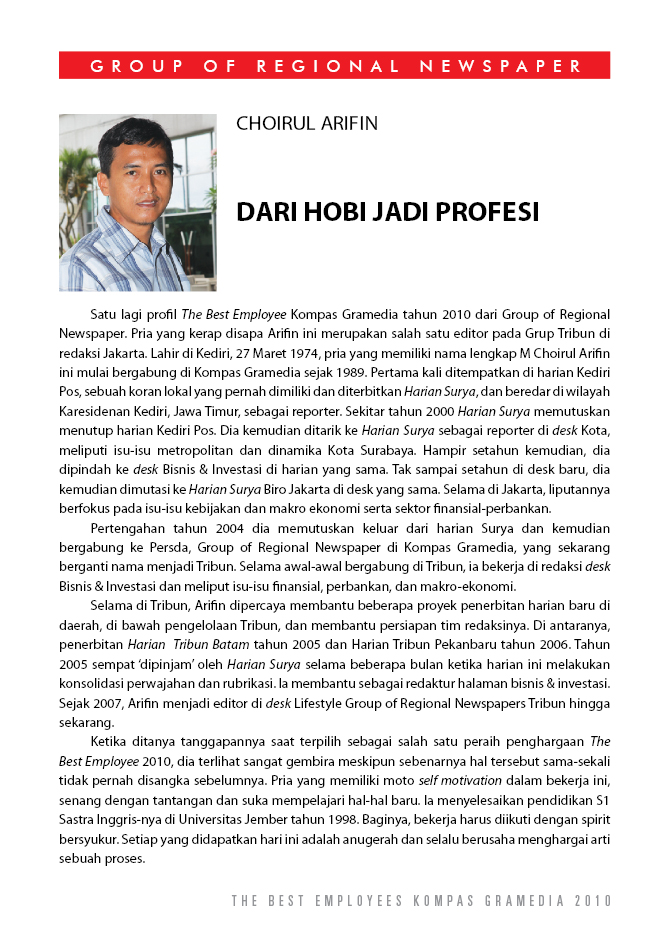 GROUP OF REGIONAL NEWSPAPER
CHOIRUL ARIFIN
DARI HOBI JADI PROFESI
Satu lagi profil The Best Employee Kompas Gramedia tahun 2010 dari Group of Regional
Newspaper. Pria yang kerap disapa Arifin ini merupakan salah satu editor pada Grup Tribun di
redaksi Jakarta. Lahir di Kediri, 27 Maret 1974, pria yang memiliki nama lengkap M Choirul Arifin
ini mulai bergabung di Kompas Gramedia sejak 1989. Pertama kali ditempatkan di harian Kediri
Pos, sebuah koran lokal yang pernah dimiliki dan diterbitkan Harian Surya, dan beredar di wilayah
Karesidenan Kediri, Jawa Timur, sebagai reporter. Sekitar tahun 2000 Harian Surya memutuskan
menutup harian Kediri Pos. Dia kemudian ditarik ke Harian Surya sebagai reporter di desk Kota,
meliputi isu-isu metropolitan dan dinamika Kota Surabaya. Hampir setahun kemudian, dia
dipindah ke desk Bisnis & Investasi di harian yang sama. Tak sampai setahun di desk baru, dia
kemudian dimutasi ke Harian Surya Biro Jakarta di desk yang sama. Selama di Jakarta, liputannya
berfokus pada isu-isu kebijakan dan makro ekonomi serta sektor finansial-perbankan.
Pertengahan tahun 2004 dia memutuskan keluar dari harian Surya dan kemudian
bergabung ke Persda, Group of Regional Newspaper di Kompas Gramedia, yang sekarang
berganti nama menjadi Tribun. Selama awal-awal bergabung di Tribun, ia bekerja di redaksi desk
Bisnis & Investasi dan meliput isu-isu finansial, perbankan, dan makro-ekonomi.
Selama di Tribun, Arifin dipercaya membantu beberapa proyek penerbitan harian baru di
daerah, di bawah pengelolaan Tribun, dan membantu persiapan tim redaksinya. Di antaranya,
penerbitan Harian Tribun Batam tahun 2005 dan Harian Tribun Pekanbaru tahun 2006. Tahun
2005 sempat ‘dipinjam’ oleh Harian Surya selama beberapa bulan ketika harian ini melakukan
konsolidasi perwajahan dan rubrikasi. Ia membantu sebagai redaktur halaman bisnis & investasi.
Sejak 2007, Arifin menjadi editor di desk Lifestyle Group of Regional Newspapers Tribun hingga
sekarang.
Ketika ditanya tanggapannya saat terpilih sebagai salah satu peraih penghargaan The
Best Employee 2010, dia terlihat sangat gembira meskipun sebenarnya hal tersebut sama-sekali
tidak pernah disangka sebelumnya. Pria yang memiliki moto self motivation dalam bekerja ini,
senang dengan tantangan dan suka mempelajari hal-hal baru. Ia menyelesaikan pendidikan S1
Sastra Inggris-nya di Universitas Jember tahun 1998. Baginya, bekerja harus diikuti dengan spirit
bersyukur. Setiap yang didapatkan hari ini adalah anugerah dan selalu berusaha menghargai arti
sebuah proses.
THE BEST EMPLOYEES KOMPAS GRAMEDIA 2010